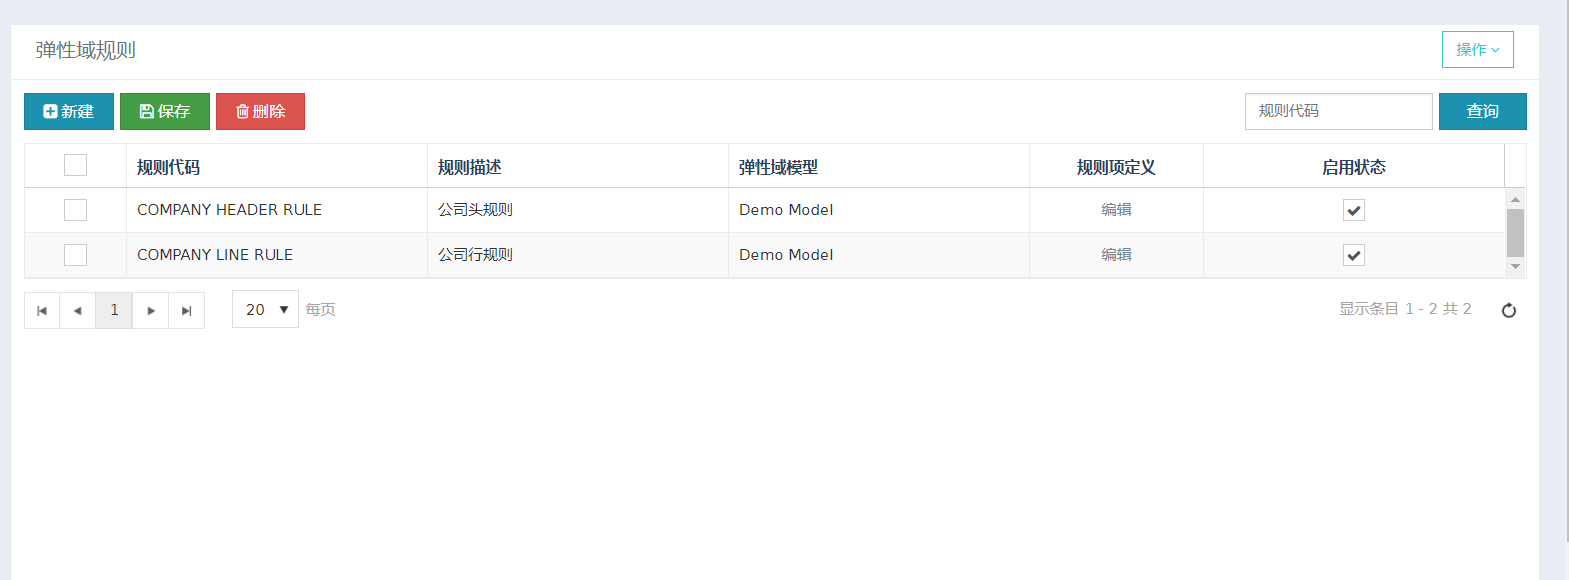 弹性域规则
操作
新建 保存 删除 规则代码 查询
规则代码 规则描述 弹性域模型 规则项定义 启用状态
COMPANY HEADER RULE 公司头规则 Demo Model 编辑
COMPANY LINE RULE 公司行规则 Demo Model 编辑
1 20 每页 显示条目 1 - 2 共 2